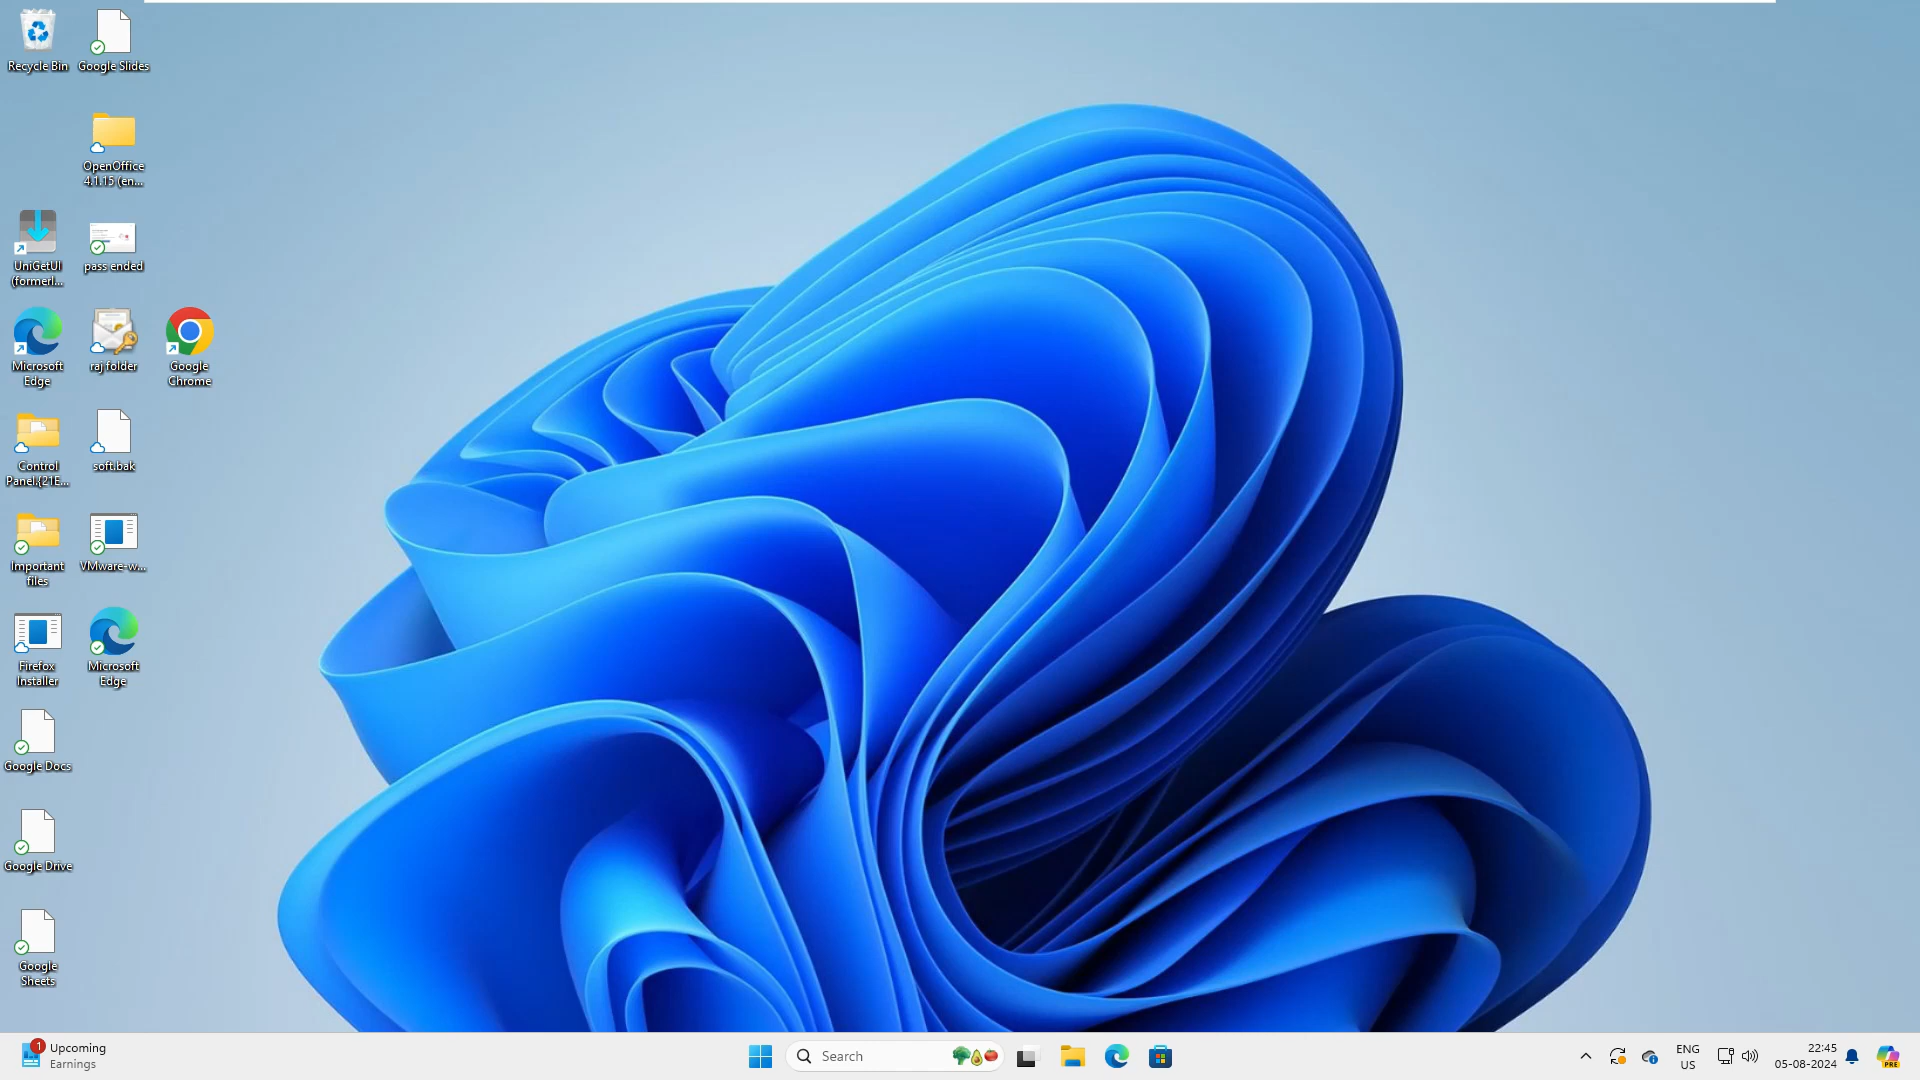 Recycle Bin
Google Slides
OpenOffice
4.1.15 (en...
UniGetUI
(formerl...
pass ended
Microsoft
Edge
raj folder
Google
Chrome
Control
Panel.{21E...
soft.bak
Important
files
VMware-w...
Firefox
Installer
Microsoft
Edge
Google Docs
Google Drive
Google
Sheets
1
Upcoming
Earnings
Search
ENG
US
22:45
05-08-2024
PRE